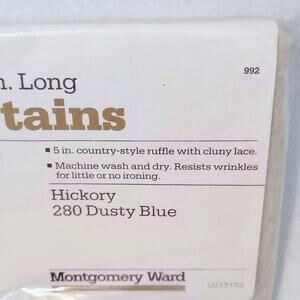 992
n. Long
tains
▪ 5 in. country-style ruffle with cluny lace.
▪ Machine wash and dry. Resists wrinkles
for little or no ironing.
Hickory
280 Dusty Blue
Montgomery Ward